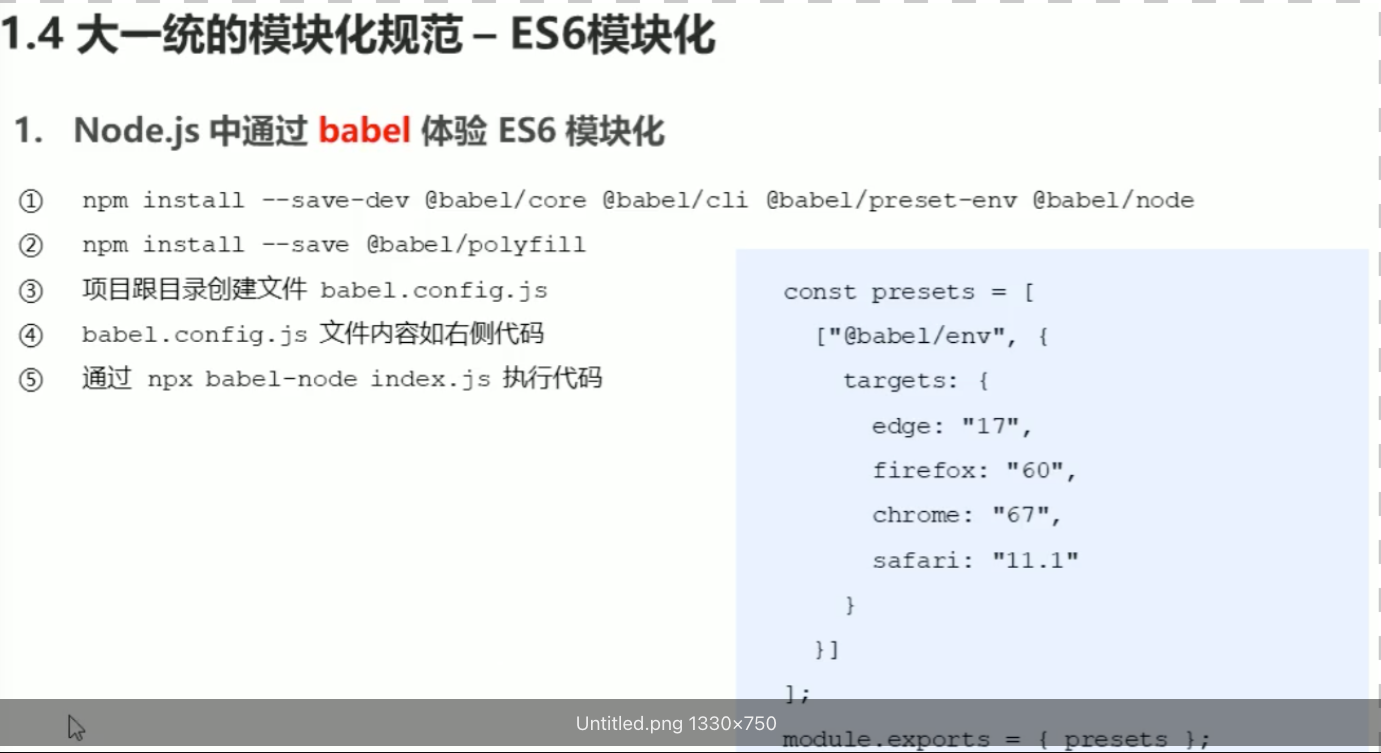 1.4 大一统的模块化规范 – ES6模块化
1. Node.js 中通过 babel 体验 ES6 模块化
① npm install --save-dev @babel/core @babel/cli @babel/preset-env @babel/node
② npm install --save @babel/polyfill
③ 项目跟目录创建文件 babel.config.js
④ babel.config.js 文件内容如右侧代码
⑤ 通过 npx babel-node index.js 执行代码
const presets = [
["@babel/env", {
targets: {
edge: "17",
firefox: "60",
chrome: "67",
safari: "11.1"
}
}]
];
module.exports = { presets };
Untitled.png 1330×750